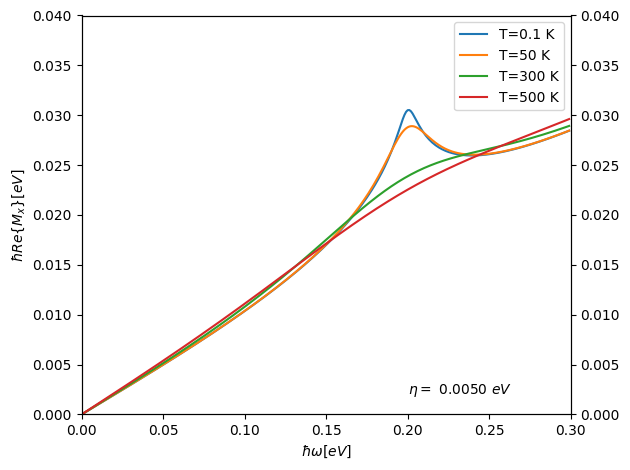 T=0.1 K
T=50 K
T=300 K
T=500 K
0.040 0.040
0.035 0.035
0.030 0.030
0.025 0.025
0.020 0.020
0.015 0.015
0.010 0.010
0.005 0.005
0.000 0.000
ħRe{Mₓ}[eV]
η = 0.0050 eV
0.00 0.05 0.10 0.15 0.20 0.25 0.30
ħω[eV]